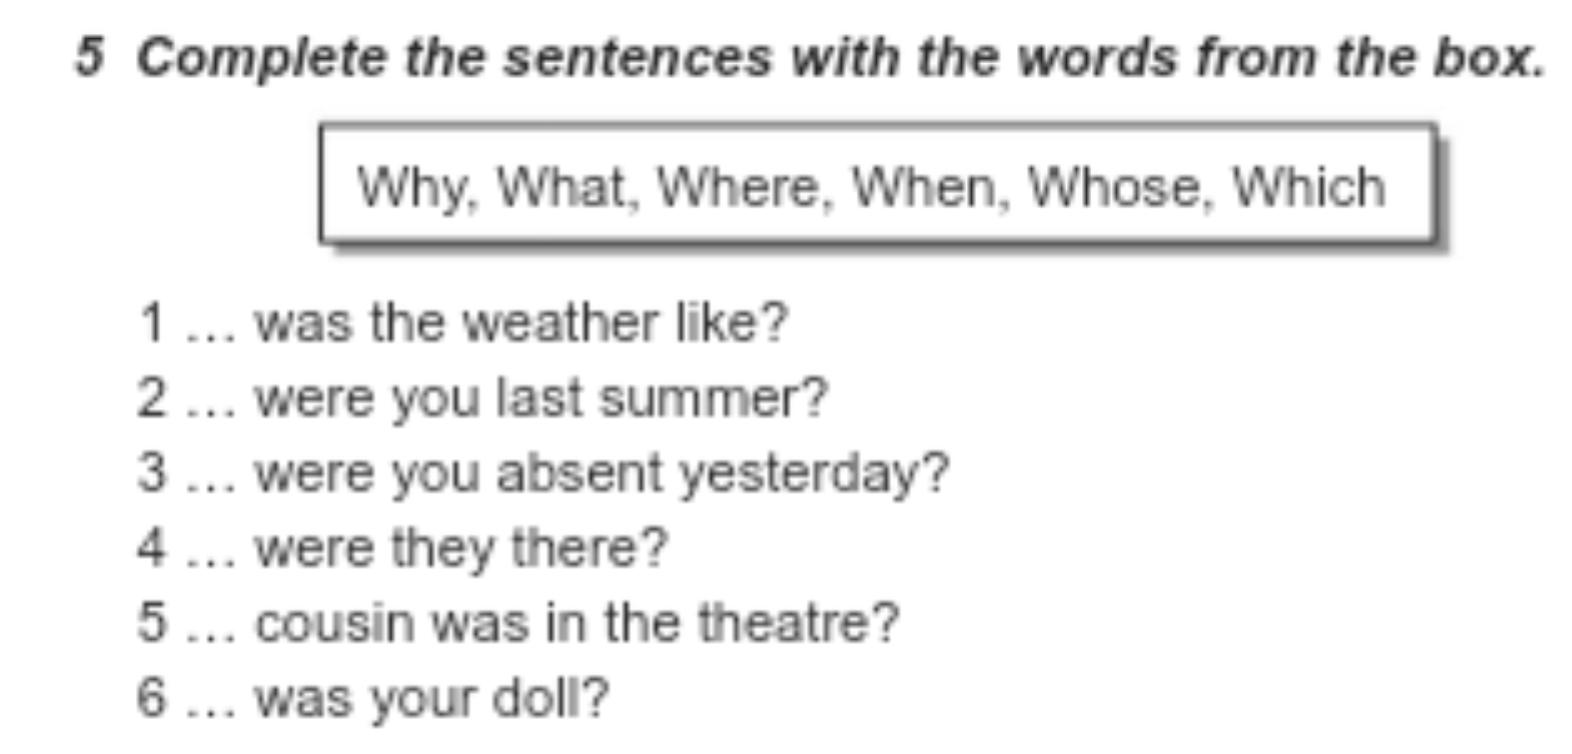 5 Complete the sentences with the words from the box.
Why, What, Where, When, Whose, Which
1 ... was the weather like?
2 ... were you last summer?
3 ... were you absent yesterday?
4 ... were they there?
5 ... cousin was in the theatre?
6 ... was your doll?